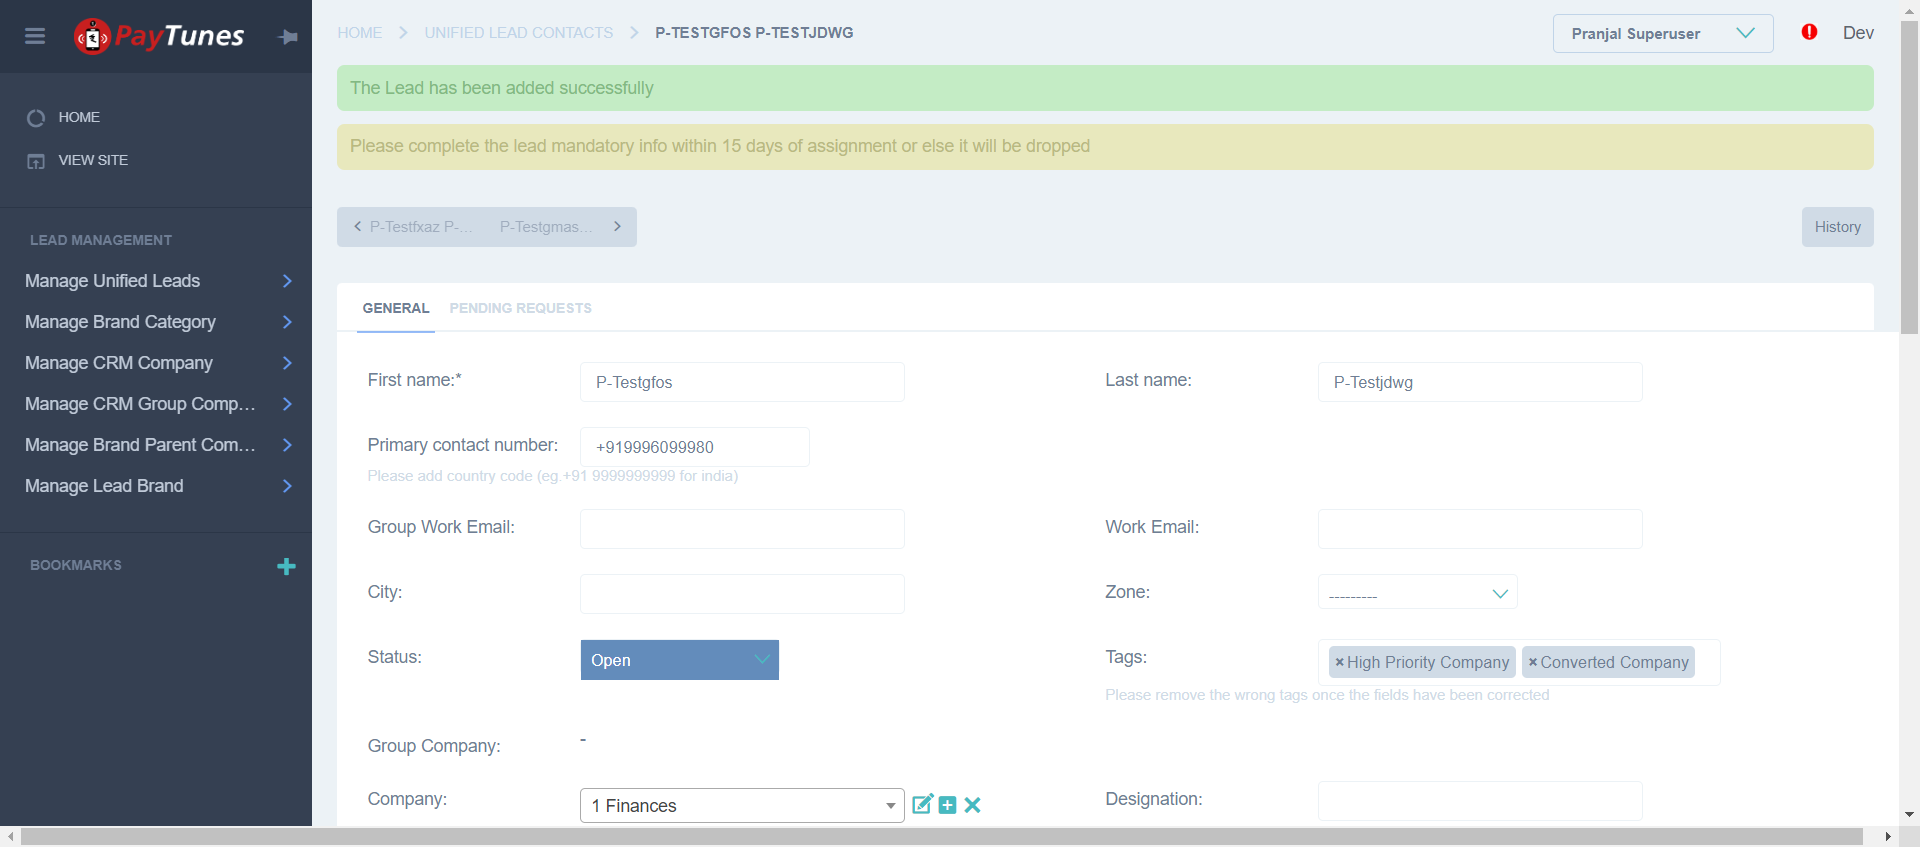 PayTunes
HOME
VIEW SITE
LEAD MANAGEMENT
Manage Unified Leads
Manage Brand Category
Manage CRM Company
Manage CRM Group Comp...
Manage Brand Parent Com...
Manage Lead Brand
BOOKMARKS
HOME > UNIFIED LEAD CONTACTS > P-TESTGFOS P-TESTJDWG
Pranjal Superuser
Dev
The Lead has been added successfully
Please complete the lead mandatory info within 15 days of assignment or else it will be dropped
P-Testfxaz P-... P-Testgmas...
History
GENERAL PENDING REQUESTS
First name:* P-Testgfos
Last name: P-Testjdwg
Primary contact number: +919996099980
Please add country code (eg.+91 9999999999 for india)
Group Work Email:
Work Email:
City:
Zone: ---------
Status: Open
Tags: ×High Priority Company ×Converted Company
Please remove the wrong tags once the fields have been corrected
Group Company: -
Company: 1 Finances
Designation: